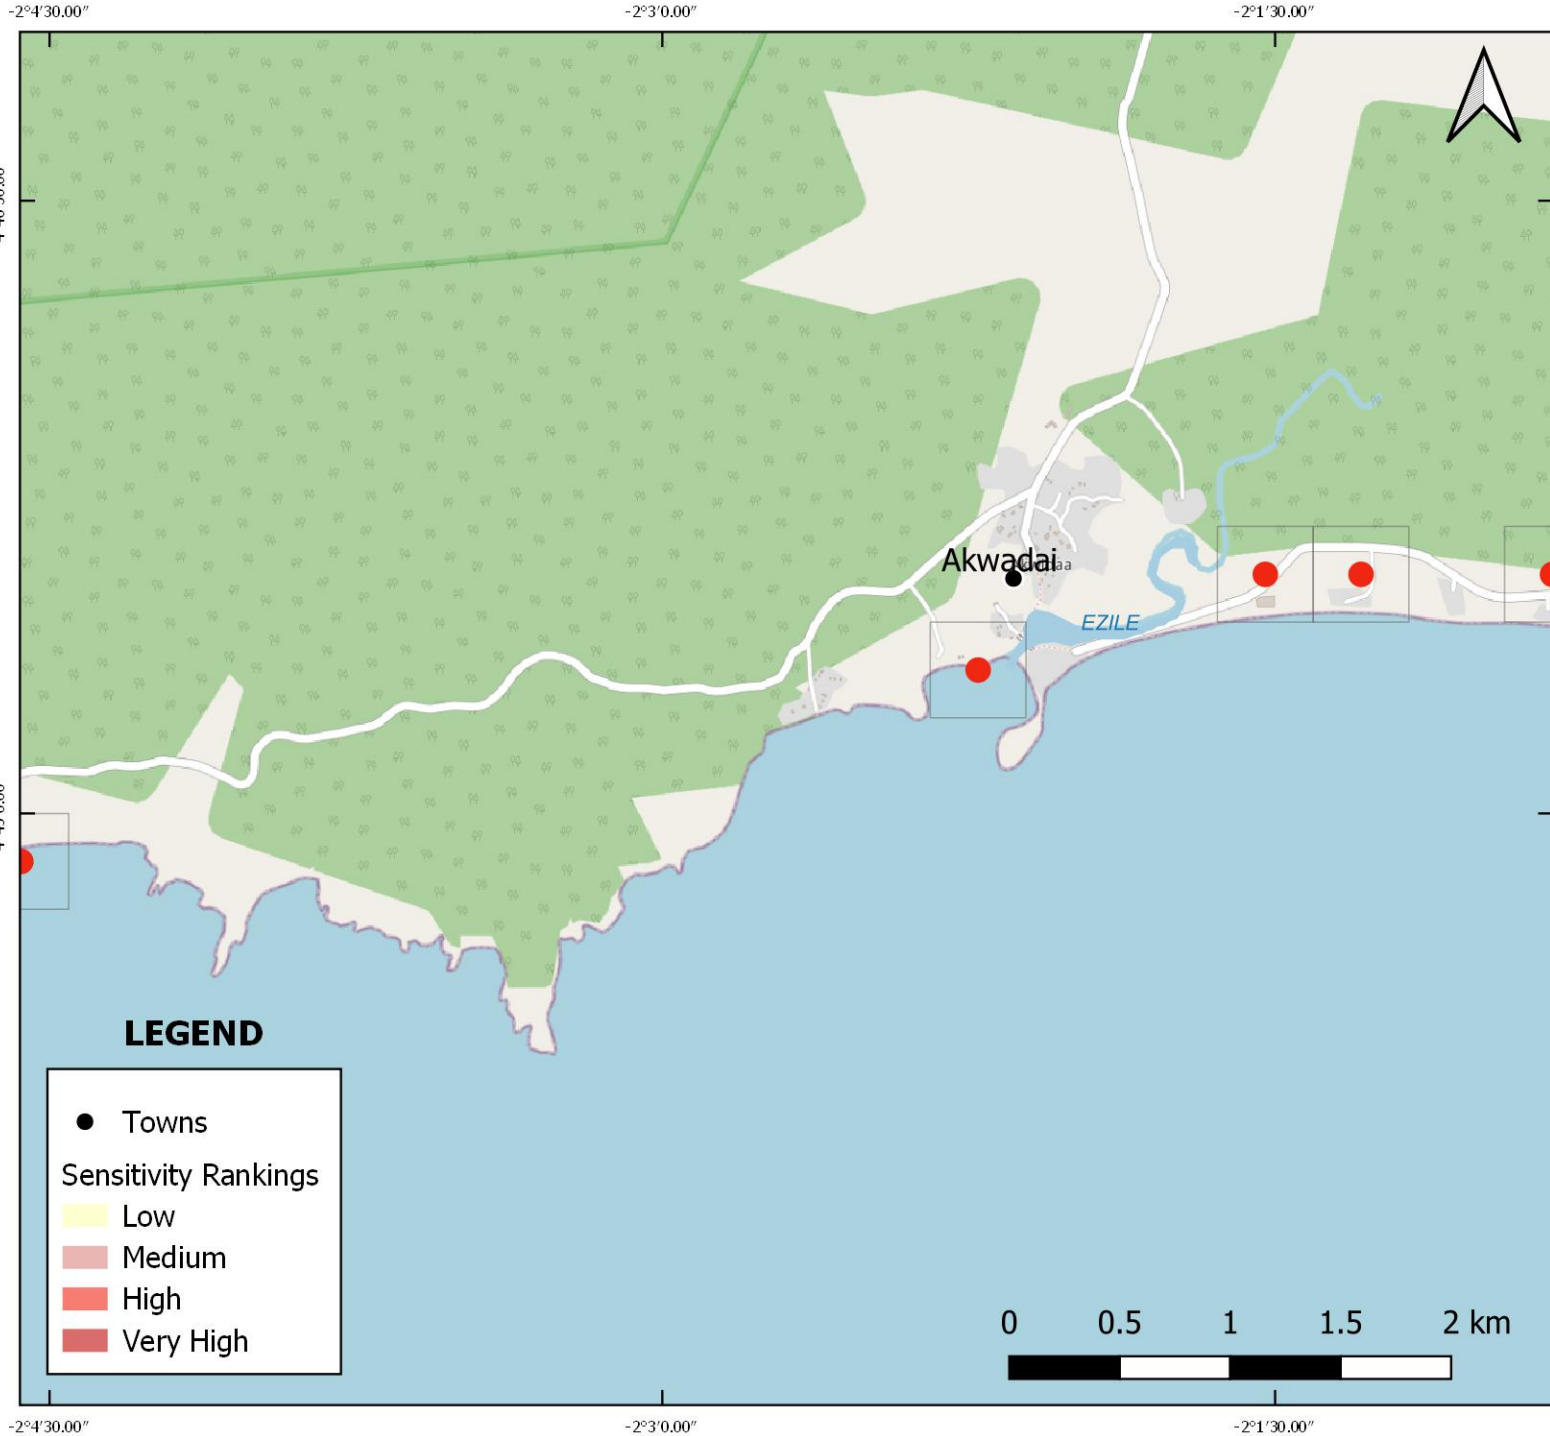 -2°4′30.00″ -2°3′0.00″ -2°1′30.00″
Akwadai
EZILE
LEGEND
Towns
Sensitivity Rankings
Low
Medium
High
Very High
0 0.5 1 1.5 2 km
-2°4′30.00″ -2°3′0.00″ -2°1′30.00″